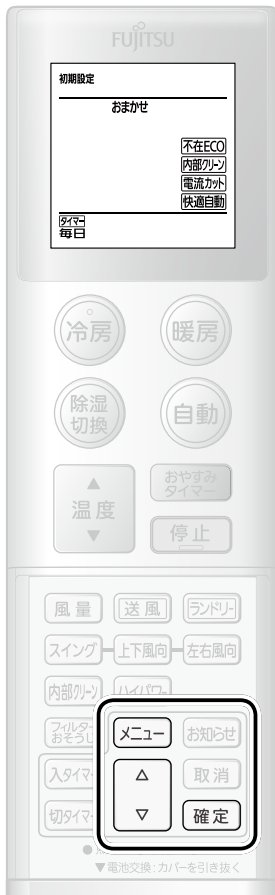 FUJITSU
初期設定
おまかせ
不在ECO
内部クリーン
電流カット
快適自動
タイマー
毎日
冷房
暖房
除湿
切換
自動
▲
温度
▼
おやすみ
タイマー
停止
風量 送風 ランドリー
スイング 上下風向 左右風向
内部クリーン ハイパワー
フィルター
おそうじ
メニュー お知らせ
入タイマ
△
取消
切タイマ
▽
確定
▼電池交換:カバーを引き抜く